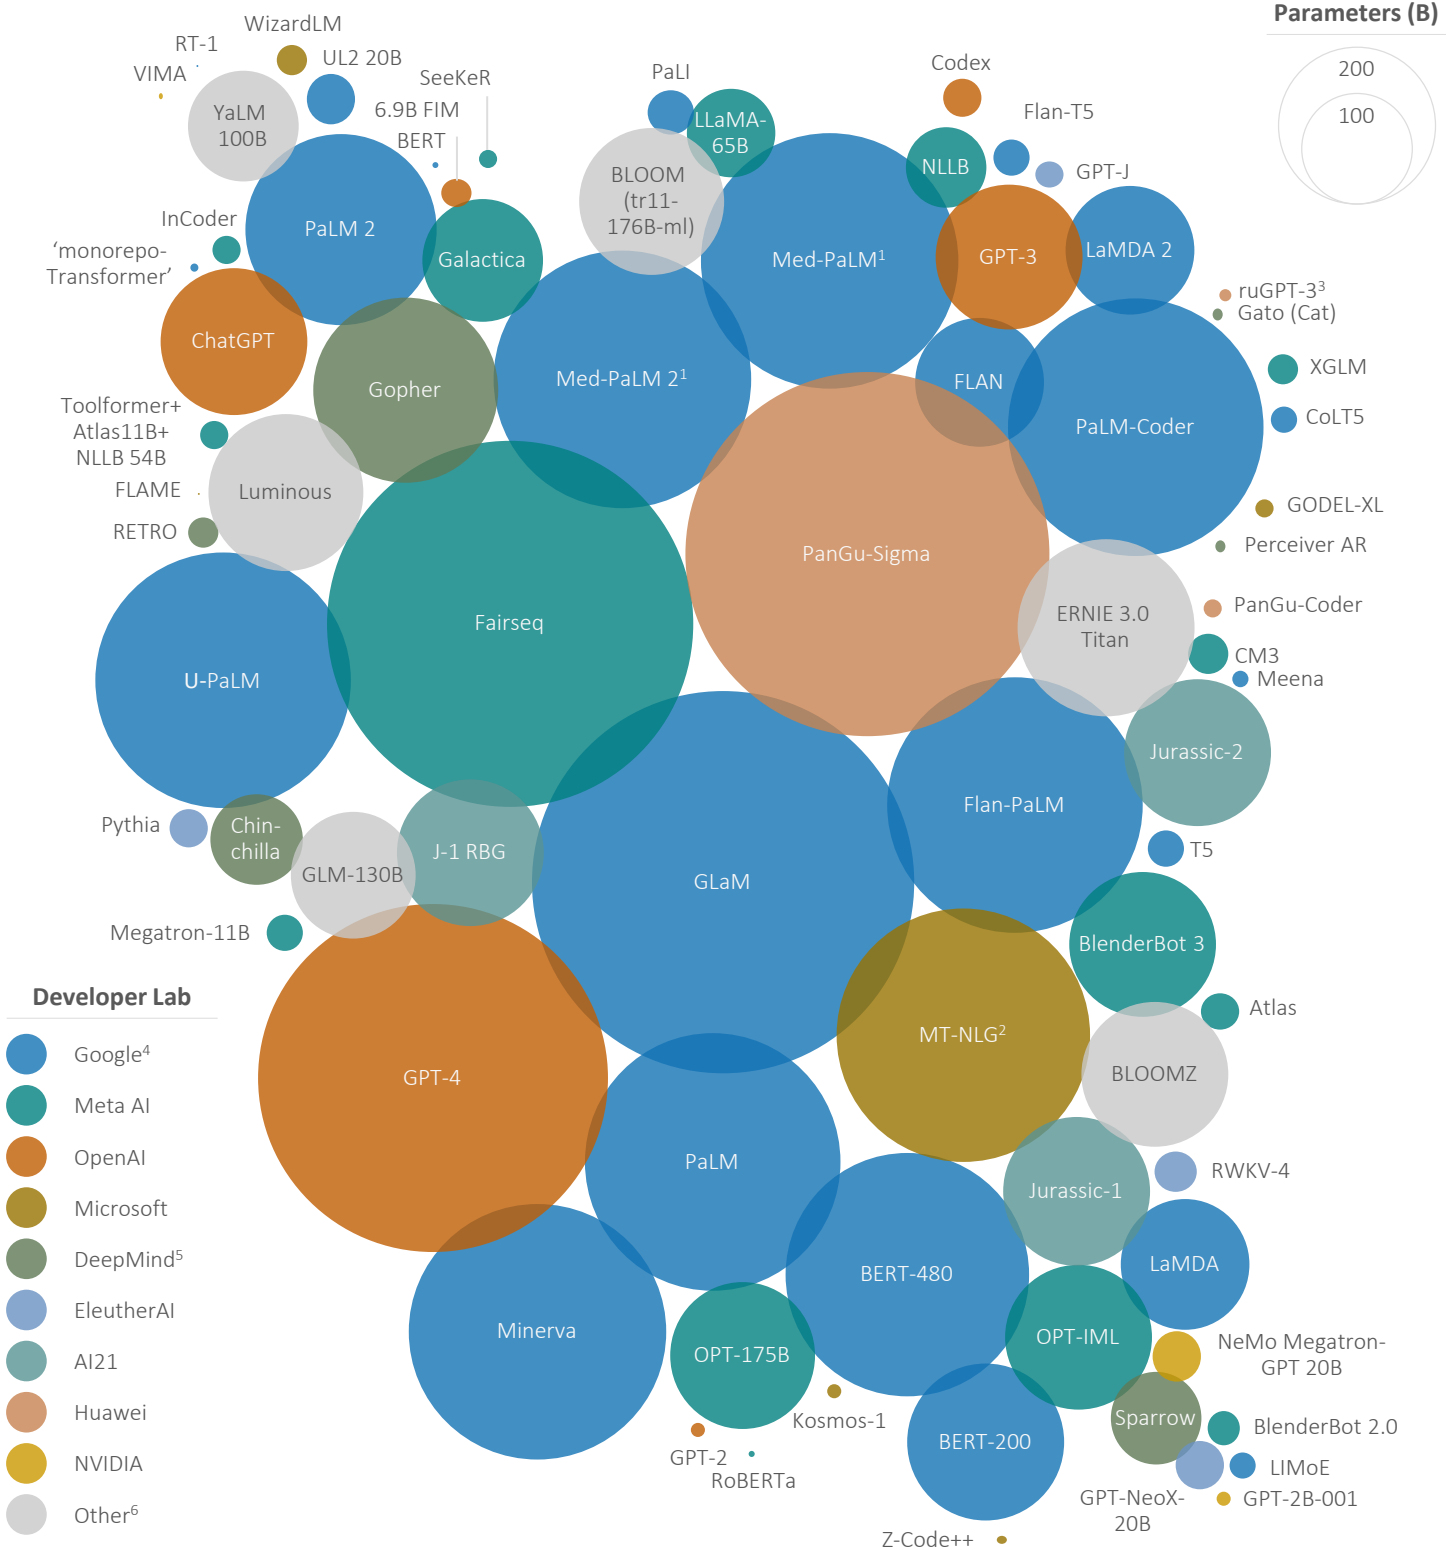 Parameters (B)
200
100
WizardLM
RT-1
VIMA
UL2 20B
SeeKeR
6.9B FIM
BERT
YaLM
100B
PaLI
LLaMA-
65B
Codex
Flan-T5
NLLB
GPT-J
BLOOM
(tr11-
176B-ml)
InCoder
'monorepo-
Transformer'
PaLM 2
Galactica
Med-PaLM¹
GPT-3
LaMDA 2
ruGPT-3³
Gato (Cat)
ChatGPT
Gopher
Med-PaLM 2¹
FLAN
XGLM
CoLT5
PaLM-Coder
Toolformer+
Atlas11B+
NLLB 54B
FLAME
RETRO
Luminous
GODEL-XL
Perceiver AR
PanGu-Sigma
Fairseq
ERNIE 3.0
Titan
PanGu-Coder
CM3
Meena
U-PaLM
Jurassic-2
Flan-PaLM
Pythia
Chin-
chilla
GLM-130B
J-1 RBG
GLaM
T5
Megatron-11B
BlenderBot 3
Atlas
MT-NLG²
BLOOMZ
GPT-4
PaLM
Jurassic-1
RWKV-4
LaMDA
BERT-480
Minerva
OPT-175B
OPT-IML
NeMo Megatron-
GPT 20B
Kosmos-1
Sparrow
BlenderBot 2.0
GPT-2
RoBERTa
BERT-200
LIMoE
GPT-NeoX-
20B
GPT-2B-001
Z-Code++
Developer Lab
Google⁴
Meta AI
OpenAI
Microsoft
DeepMind⁵
EleutherAI
AI21
Huawei
NVIDIA
Other⁶